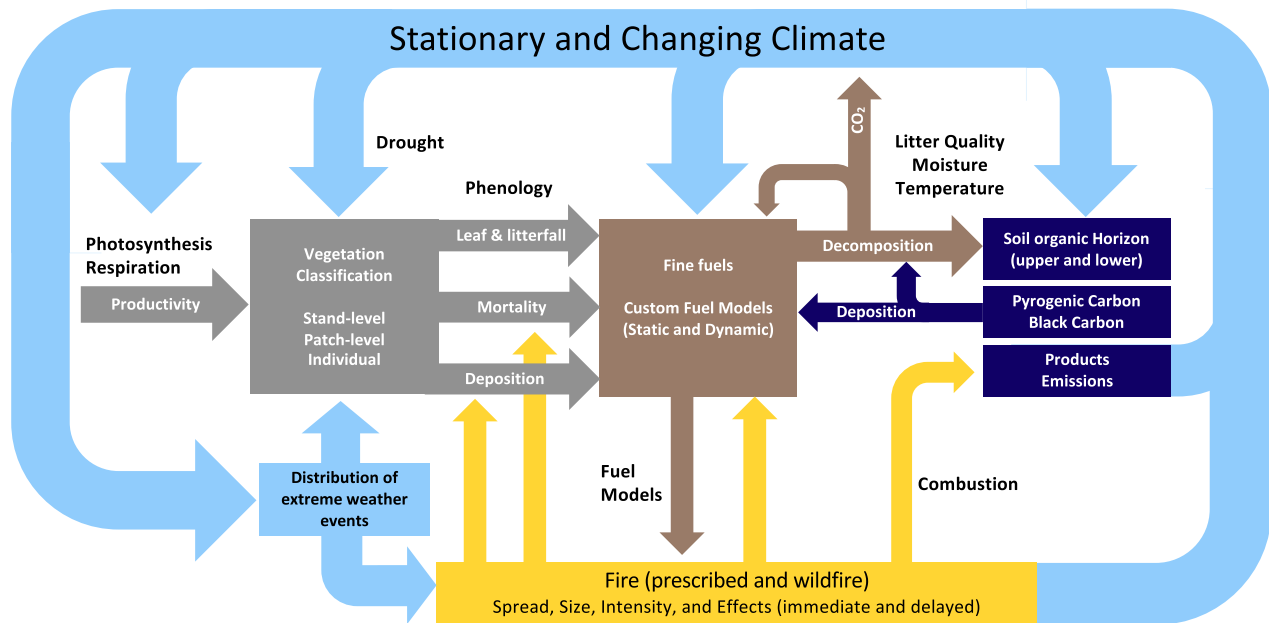 Stationary and Changing Climate
Drought
Phenology
CO₂
Litter Quality
Moisture
Temperature
Photosynthesis
Respiration
Productivity
Vegetation
Classification
Stand-level
Patch-level
Individual
Leaf & litterfall
Mortality
Deposition
Fine fuels
Custom Fuel Models
(Static and Dynamic)
Decomposition
Deposition
Soil organic Horizon
(upper and lower)
Pyrogenic Carbon
Black Carbon
Products
Emissions
Distribution of
extreme weather
events
Fuel
Models
Combustion
Fire (prescribed and wildfire)
Spread, Size, Intensity, and Effects (immediate and delayed)